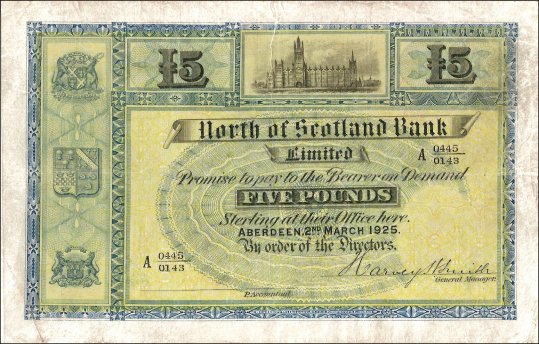 £5
£5
North of Scotland Bank
Limited
A 0445/0143
Promise to pay to the Bearer on Demand
FIVE POUNDS
Sterling at their Office here.
ABERDEEN, 2ND MARCH 1925.
By order of the Directors.
A 0445/0143
Harvey H Smith
P. Accountant
General Manager.